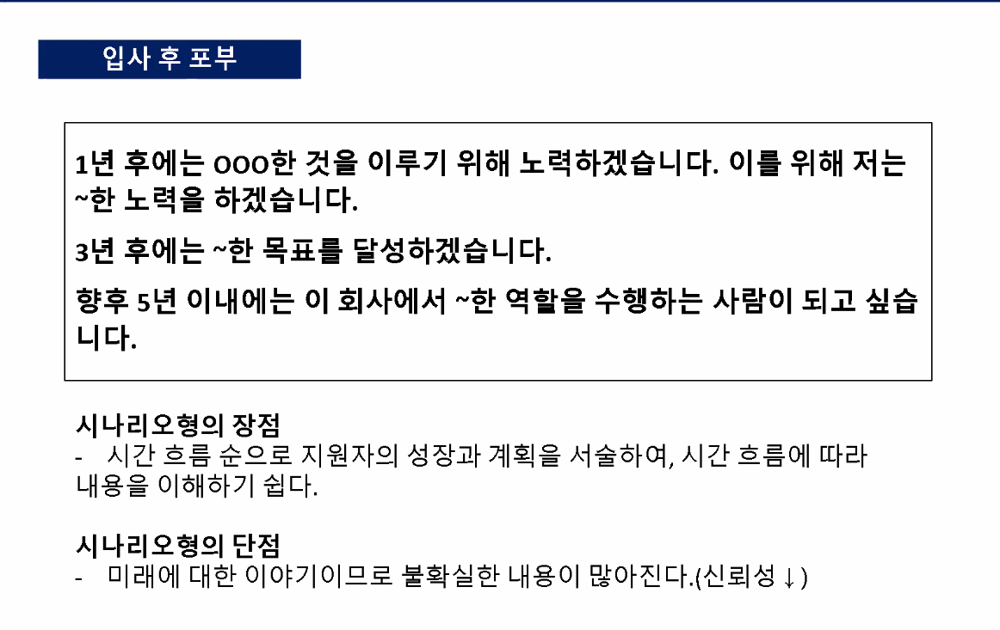 입사 후 포부
1년 후에는 OOO한 것을 이루기 위해 노력하겠습니다. 이를 위해 저는
~한 노력을 하겠습니다.
3년 후에는 ~한 목표를 달성하겠습니다.
향후 5년 이내에는 이 회사에서 ~한 역할을 수행하는 사람이 되고 싶습
니다.
시나리오형의 장점
- 시간 흐름 순으로 지원자의 성장과 계획을 서술하여, 시간 흐름에 따라
내용을 이해하기 쉽다.
시나리오형의 단점
- 미래에 대한 이야기이므로 불확실한 내용이 많아진다.(신뢰성↓)